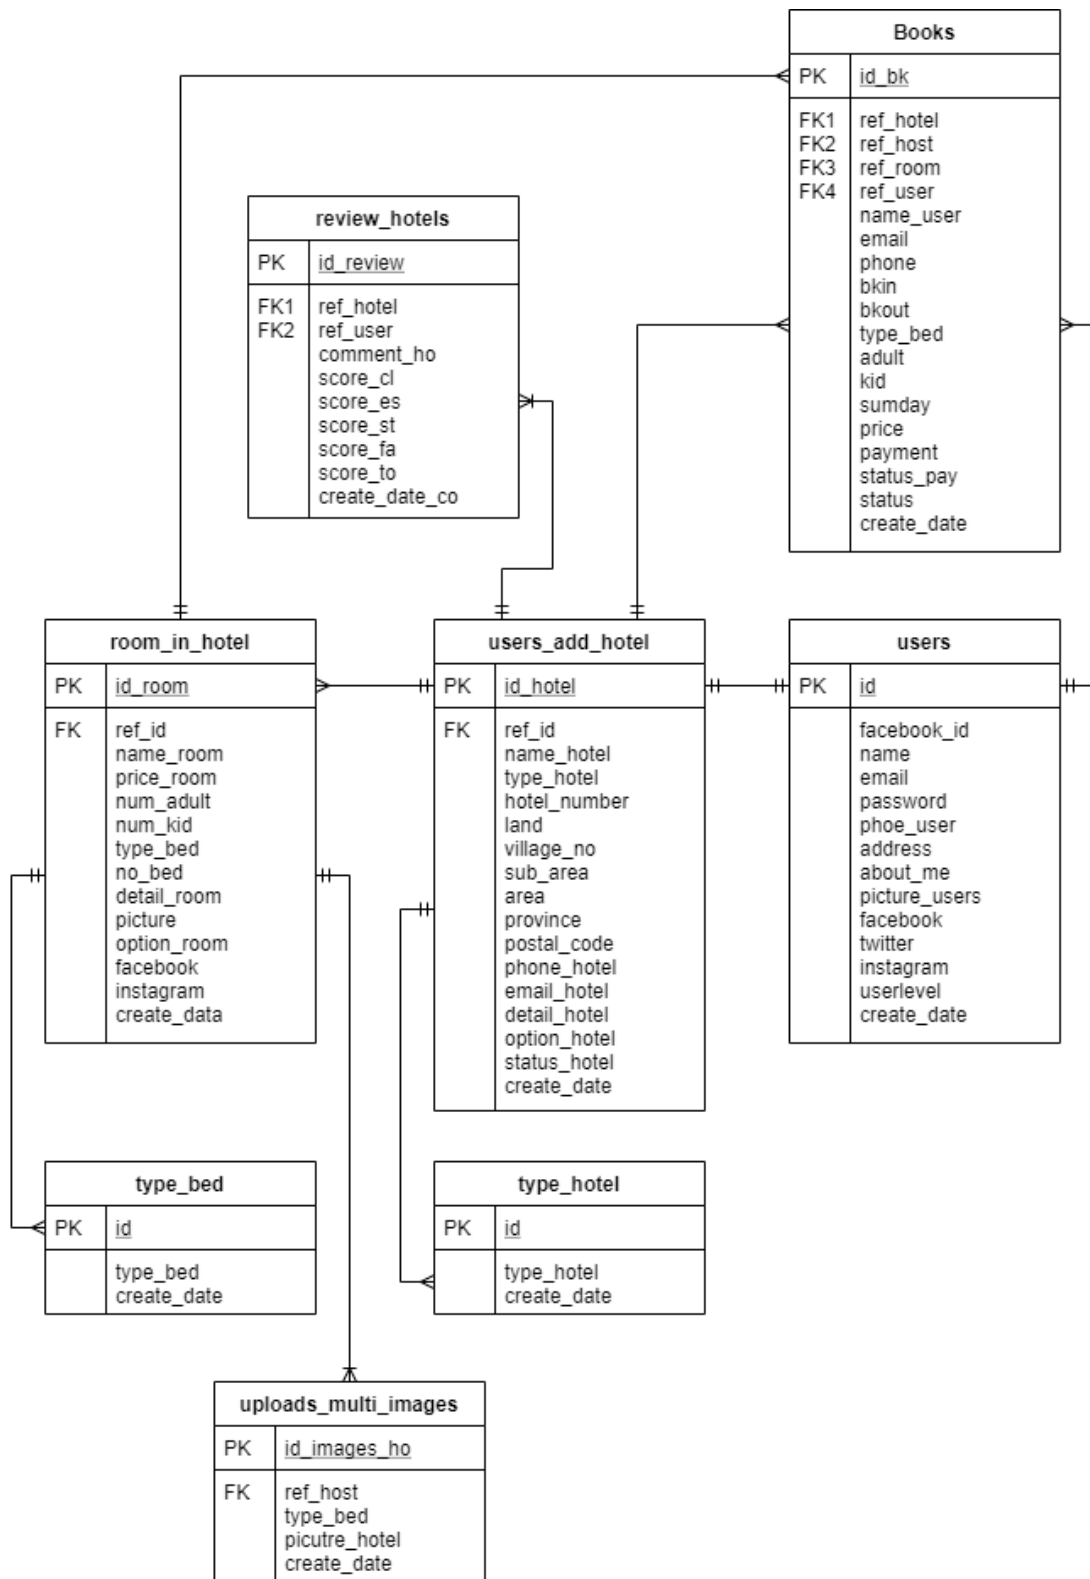 Books
PK id_bk
FK1 ref_hotel
FK2 ref_host
FK3 ref_room
FK4 ref_user
name_user
email
phone
bkin
bkout
type_bed
adult
kid
sumday
price
payment
status_pay
status
create_date
review_hotels
PK id_review
FK1 ref_hotel
FK2 ref_user
comment_ho
score_cl
score_es
score_st
score_fa
score_to
create_date_co
room_in_hotel
PK id_room
FK ref_id
name_room
price_room
num_adult
num_kid
type_bed
no_bed
detail_room
picture
option_room
facebook
instagram
create_data
users_add_hotel
PK id_hotel
FK ref_id
name_hotel
type_hotel
hotel_number
land
village_no
sub_area
area
province
postal_code
phone_hotel
email_hotel
detail_hotel
option_hotel
status_hotel
create_date
users
PK id
facebook_id
name
email
password
phoe_user
address
about_me
picture_users
facebook
twitter
instagram
userlevel
create_date
type_bed
PK id
type_bed
create_date
type_hotel
PK id
type_hotel
create_date
uploads_multi_images
PK id_images_ho
FK ref_host
type_bed
picutre_hotel
create_date